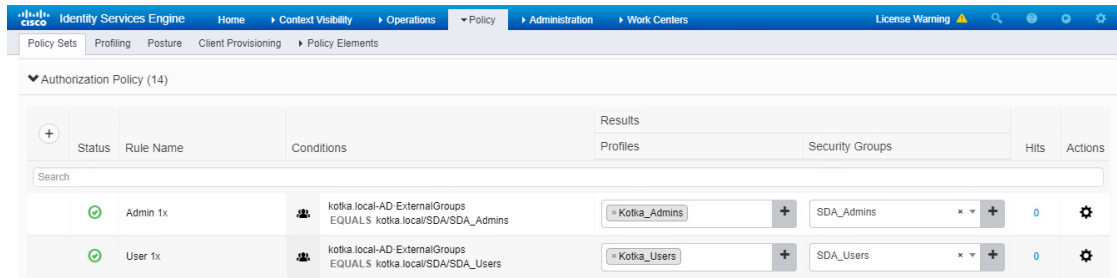 cisco Identity Services Engine Home Context Visibility Operations Policy Administration Work Centers License Warning
Policy Sets Profiling Posture Client Provisioning Policy Elements
Authorization Policy (14)
Results
Status Rule Name Conditions Profiles Security Groups Hits Actions
Search
Admin 1x kotka.local-AD·ExternalGroups EQUALS kotka.local/SDA/SDA_Admins × Kotka_Admins + SDA_Admins × + 0
User 1x kotka.local-AD·ExternalGroups EQUALS kotka.local/SDA/SDA_Users × Kotka_Users + SDA_Users × + 0